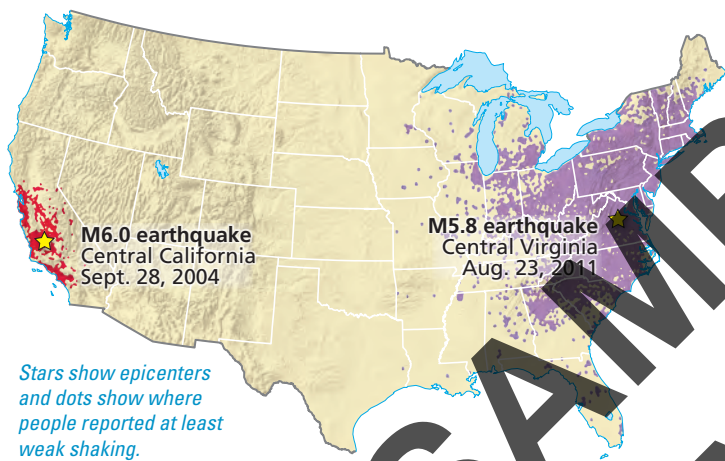 M6.0 earthquake
Central California
Sept. 28, 2004
M5.8 earthquake
Central Virginia
Aug. 23, 2011
Stars show epicenters
and dots show where
people reported at least
weak shaking.